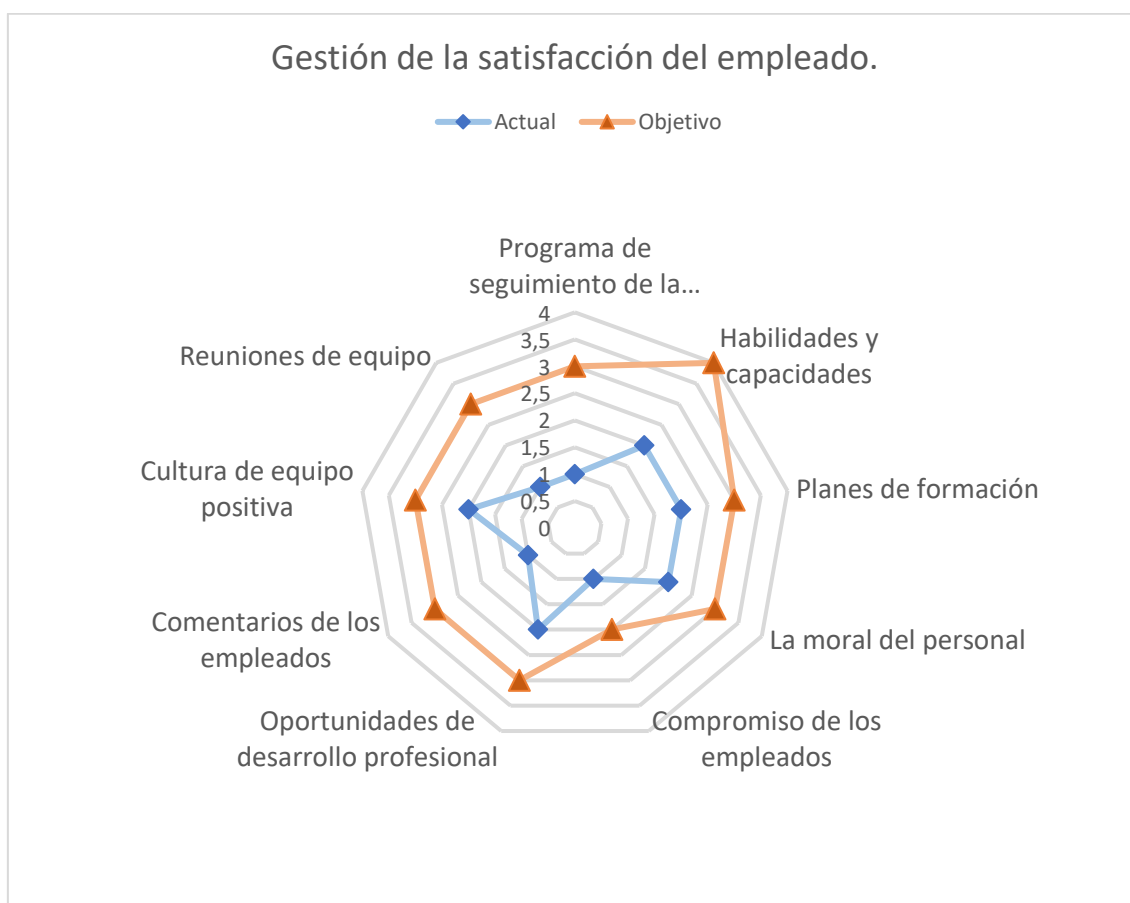 Gestión de la satisfacción del empleado.
Actual
Objetivo
Programa de
seguimiento de la...
4
3,5
3
2,5
2
1,5
1
0,5
0
Habilidades y
capacidades
Planes de formación
La moral del personal
Compromiso de los
empleados
Oportunidades de
desarrollo profesional
Comentarios de los
empleados
Cultura de equipo
positiva
Reuniones de equipo